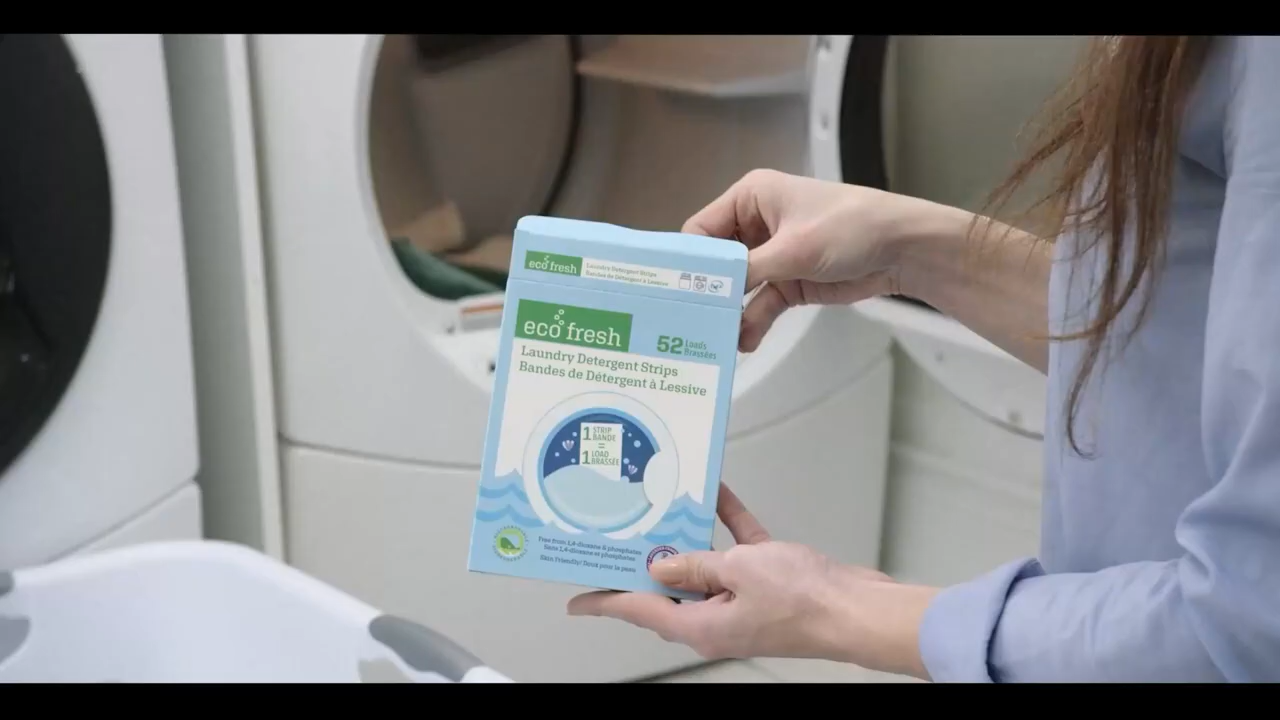 eco fresh
Laundry Detergent Strips
Bandes de Détergent à Lessive
eco fresh
52 Loads
Brassées
Laundry Detergent Strips
Bandes de Détergent à Lessive
1 STRIP
BANDE
=
1 LOAD
BRASSÉE
Free from 1,4-dioxane & phosphates
Sans 1,4-dioxane et phosphates
Skin Friendly/ Doux pour la peau